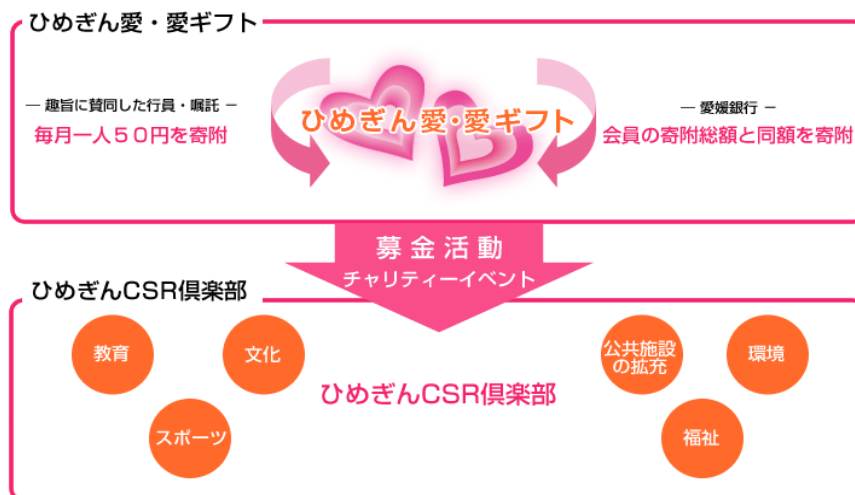 ひめぎん愛・愛ギフト
― 趣旨に賛同した行員・嘱託 －
毎月一人５０円を寄附
ひめぎん愛・愛ギフト
― 愛媛銀行 －
会員の寄附総額と同額を寄附
募金活動
チャリティーイベント
ひめぎんCSR倶楽部
教育
文化
スポーツ
ひめぎんCSR倶楽部
公共施設
の拡充
環境
福祉